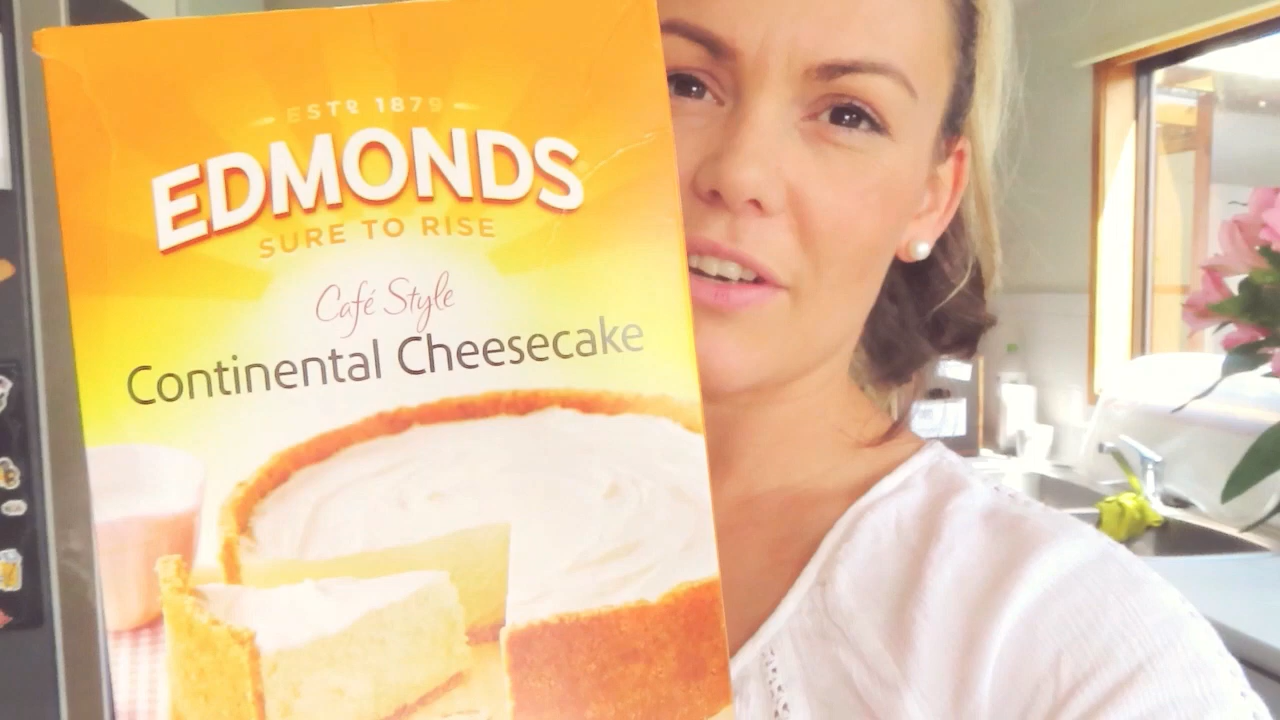 ESTD 1879
EDMONDS
SURE TO RISE
Café Style
Continental Cheesecake